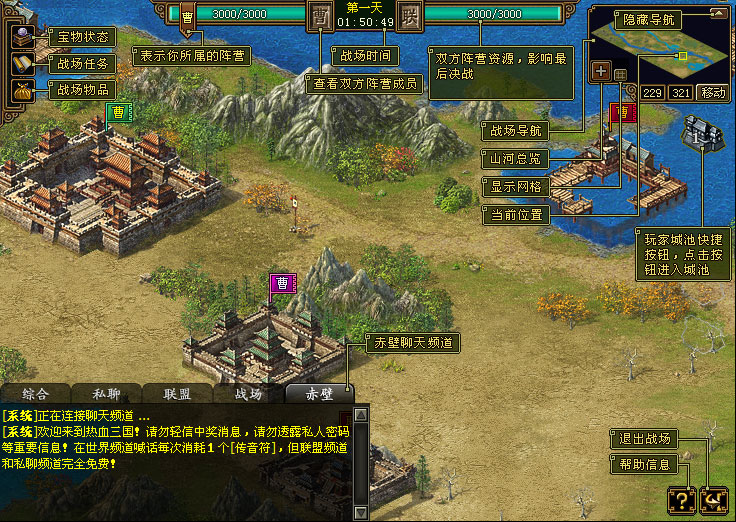 曹
3000/3000
曹
第一天
01:50:49
联
3000/3000
隐藏导航
宝物状态
战场任务
战场物品
表示你所属的阵营
战场时间
查看双方阵营成员
双方阵营资源，影响最
后决战
229
321
移动
曹
曹
战场导航
山河总览
显示网格
当前位置
1
玩家城池快捷
按钮，点击按
钮进入城池
曹
赤壁聊天频道
综合
私聊
联盟
战场
赤壁
[系统]正在连接聊天频道 ...
[系统]欢迎来到热血三国！请勿轻信中奖消息，请勿透露私人密码
等重要信息！在世界频道喊话每次消耗1 个[传音符]，但联盟频道
和私聊频道完全免费！
退出战场
帮助信息
?